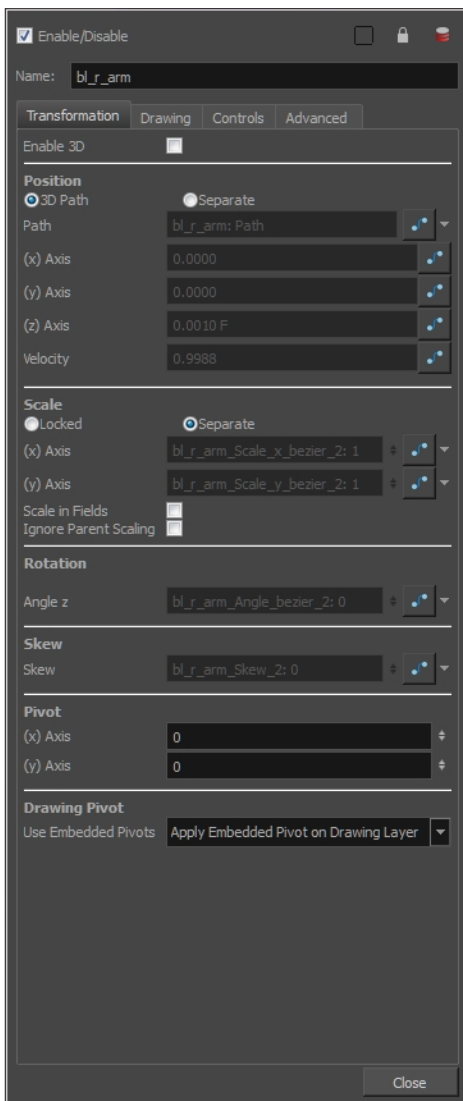 Enable/Disable
Name: bl_r_arm
Transformation Drawing Controls Advanced
Enable 3D
Position
3D Path Separate
Path bl_r_arm: Path
(x) Axis 0.0000
(y) Axis 0.0000
(z) Axis 0.0010 F
Velocity 0.9988
Scale
Locked Separate
(x) Axis bl_r_arm_Scale_x_bezier_2: 1
(y) Axis bl_r_arm_Scale_y_bezier_2: 1
Scale in Fields
Ignore Parent Scaling
Rotation
Angle z bl_r_arm_Angle_bezier_2: 0
Skew
Skew bl_r_arm_Skew_2: 0
Pivot
(x) Axis 0
(y) Axis 0
Drawing Pivot
Use Embedded Pivots Apply Embedded Pivot on Drawing Layer
Close